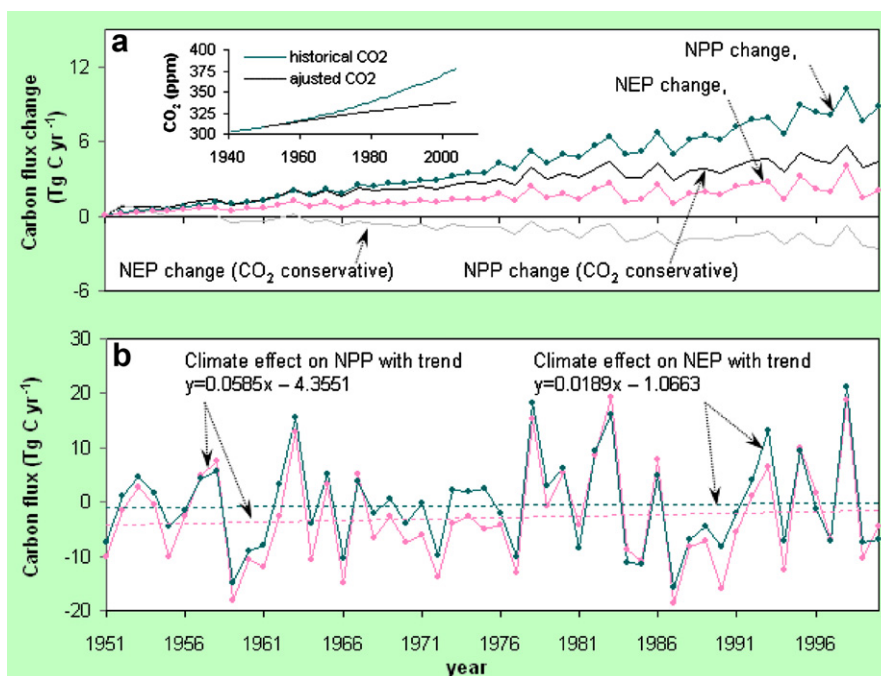 a
Carbon flux change
(Tg C yr⁻¹)
12
6
0
-6
CO₂ (ppm)
400
375
350
325
300
1940
1960
1980
2000
historical CO2
ajusted CO2
NPP change,
NEP change,
NEP change (CO₂ conservative)
NPP change (CO₂ conservative)
b
Carbon flux (Tg C yr⁻¹)
30
20
10
0
-10
-20
Climate effect on NPP with trend
y=0.0585x – 4.3551
Climate effect on NEP with trend
y=0.0189x – 1.0663
1951
1956
1961
1966
1971
1976
1981
1986
1991
1996
year